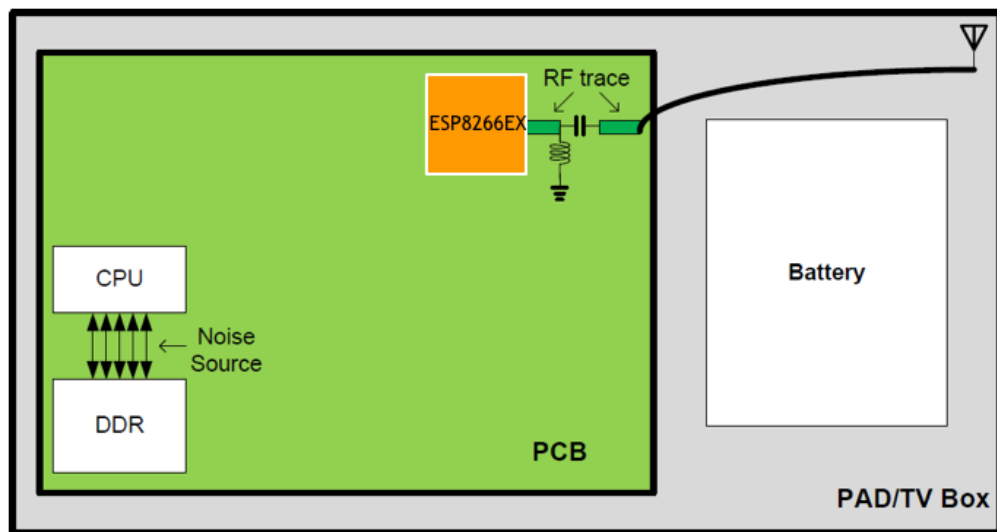 RF trace
ESP8266EX
CPU
Noise
Source
DDR
Battery
PCB
PAD/TV Box